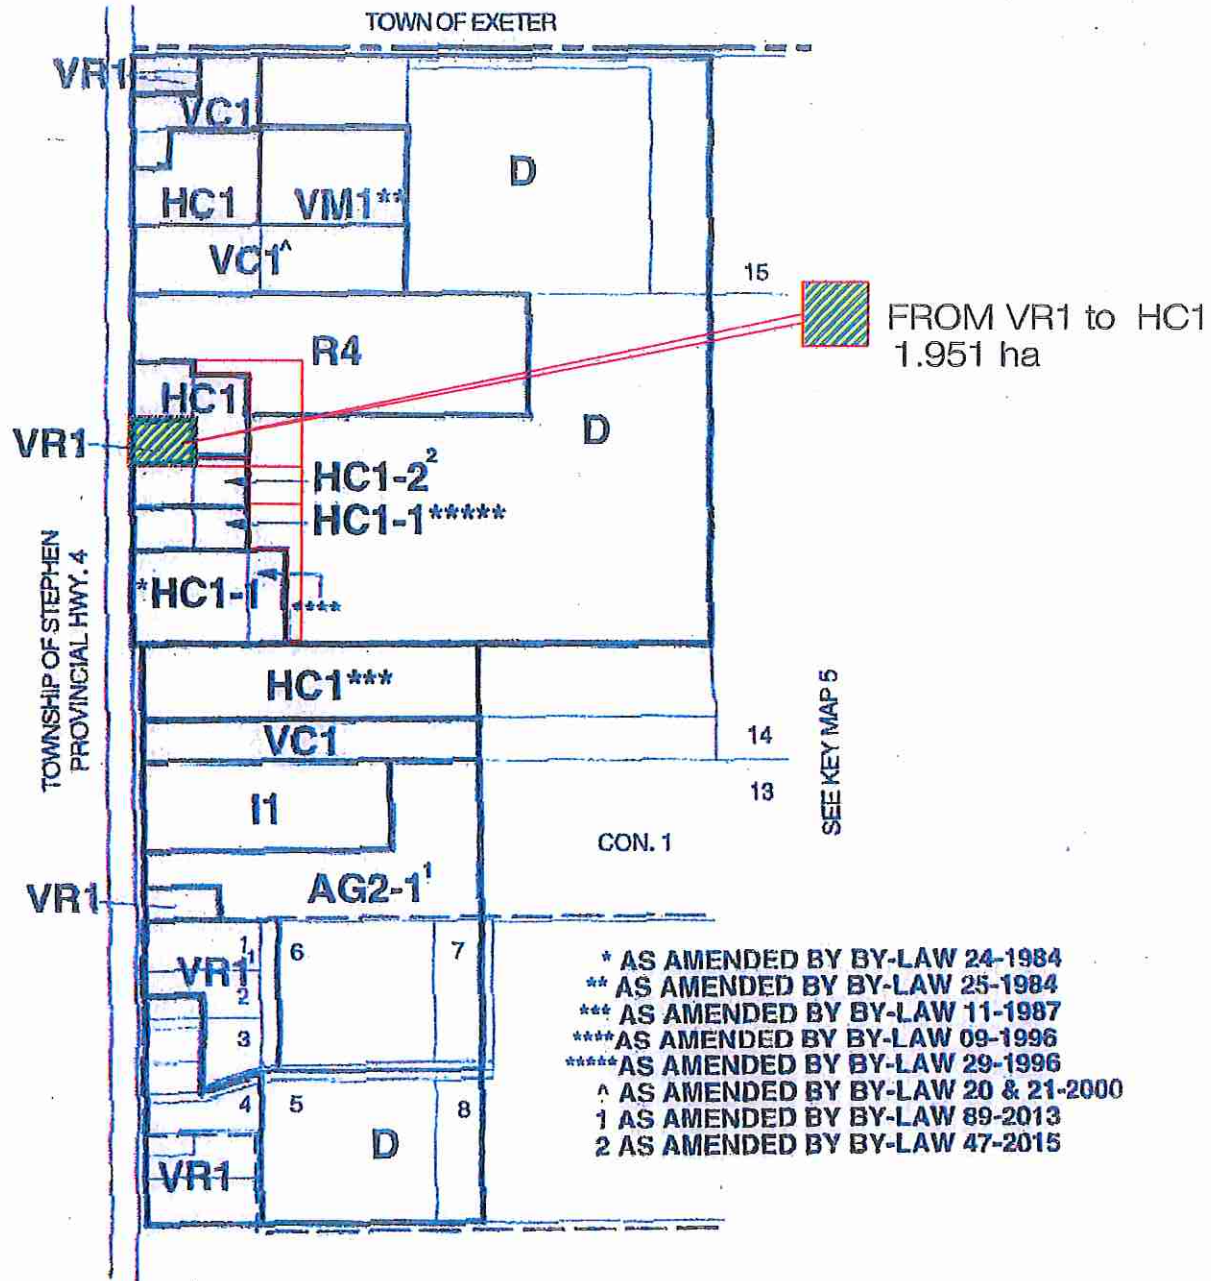 TOWN OF EXETER
VR1
VC1
D
HC1
VM1**
VC1^
15
FROM VR1 to HC1
1.951 ha
R4
HC1
D
VR1
HC1-2²
HC1-1*****
*HC1-1
****
TOWNSHIP OF STEPHEN
PROVINCIAL HWY. 4
HC1***
VC1
14
SEE KEY MAP 5
13
I1
CON. 1
AG2-1¹
VR1
1
6
7
VR1¹
2
3
* AS AMENDED BY BY-LAW 24-1984
** AS AMENDED BY BY-LAW 25-1984
*** AS AMENDED BY BY-LAW 11-1987
**** AS AMENDED BY BY-LAW 09-1996
***** AS AMENDED BY BY-LAW 29-1996
^ AS AMENDED BY BY-LAW 20 & 21-2000
1 AS AMENDED BY BY-LAW 89-2013
2 AS AMENDED BY BY-LAW 47-2015
4
5
8
D
VR1